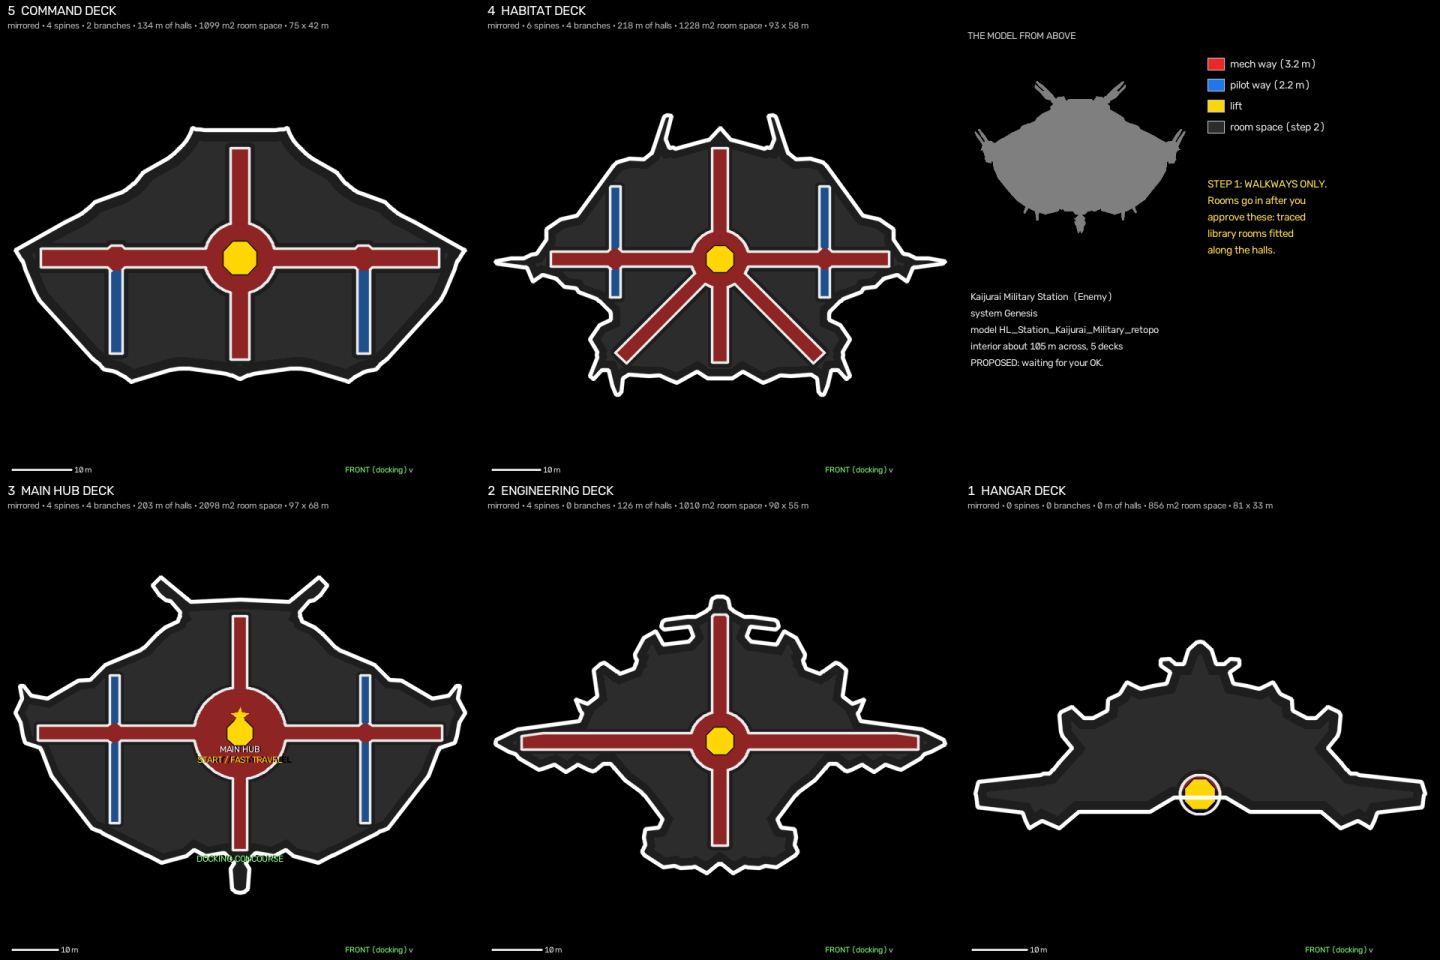 5 COMMAND DECK
mirrored • 4 spines • 2 branches • 134 m of halls • 1099 m2 room space • 75 x 42 m
10 m
FRONT (docking) v
4 HABITAT DECK
mirrored • 6 spines • 4 branches • 218 m of halls • 1228 m2 room space • 93 x 58 m
10 m
FRONT (docking) v
THE MODEL FROM ABOVE
mech way (3.2 m)
pilot way (2.2 m)
lift
room space (step 2)
STEP 1: WALKWAYS ONLY.
Rooms go in after you
approve these: traced
library rooms fitted
along the halls.
Kaijurai Military Station (Enemy)
system Genesis
model HL_Station_Kaijurai_Military_retopo
interior about 105 m across, 5 decks
PROPOSED: waiting for your OK.
3 MAIN HUB DECK
mirrored • 4 spines • 4 branches • 203 m of halls • 2098 m2 room space • 97 x 68 m
MAIN HUB
START / FAST TRAVEL
DOCKING CONCOURSE
10 m
FRONT (docking) v
2 ENGINEERING DECK
mirrored • 4 spines • 0 branches • 126 m of halls • 1010 m2 room space • 90 x 55 m
10 m
FRONT (docking) v
1 HANGAR DECK
mirrored • 0 spines • 0 branches • 0 m of halls • 856 m2 room space • 81 x 33 m
10 m
FRONT (docking) v